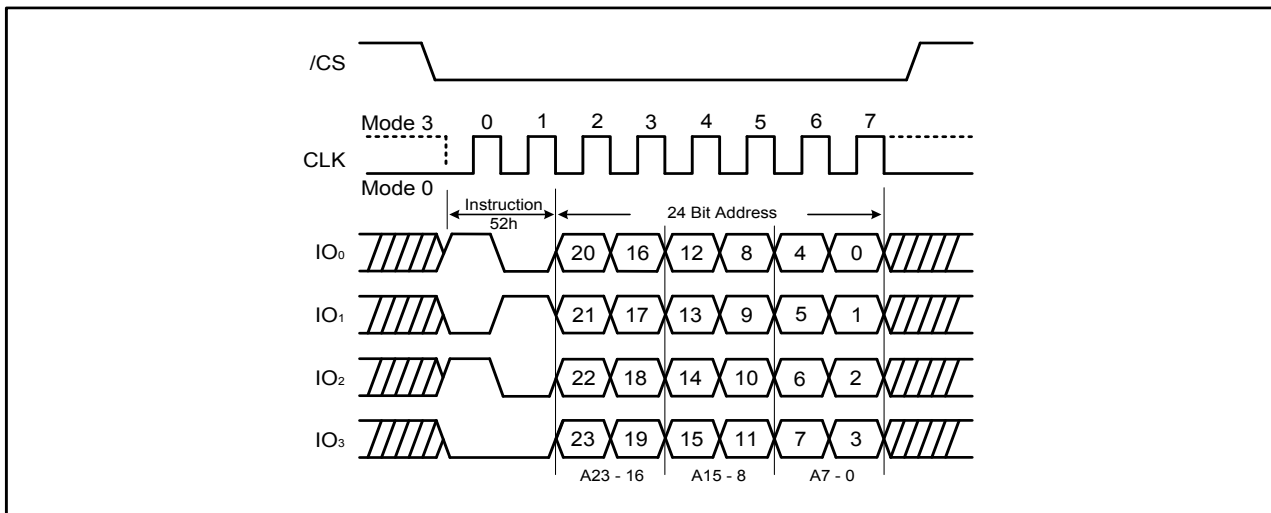 /CS
Mode 3 0 1 2 3 4 5 6 7
CLK
Mode 0
Instruction
52h
24 Bit Address
IO₀ 20 16 12 8 4 0
IO₁ 21 17 13 9 5 1
IO₂ 22 18 14 10 6 2
IO₃ 23 19 15 11 7 3
A23 - 16 A15 - 8 A7 - 0